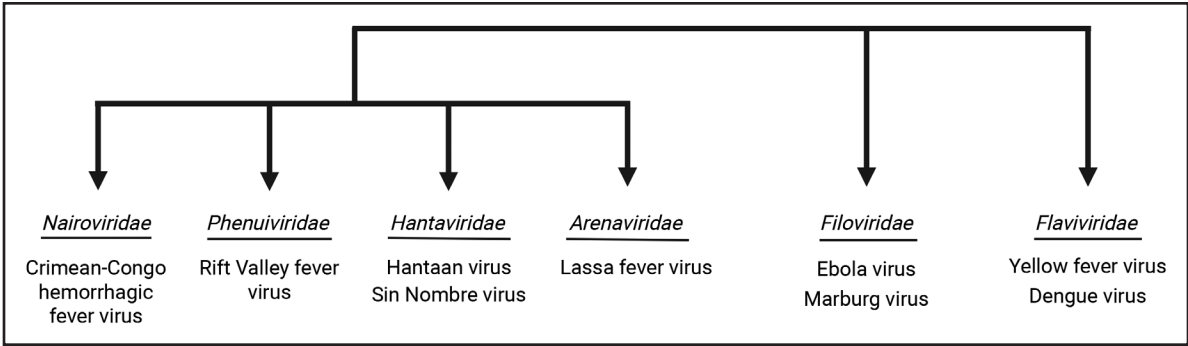 Nairoviridae
Crimean-Congo
hemorrhagic
fever virus
Phenuiviridae
Rift Valley fever
virus
Hantaviridae
Hantaan virus
Sin Nombre virus
Arenaviridae
Lassa fever virus
Filoviridae
Ebola virus
Marburg virus
Flaviviridae
Yellow fever virus
Dengue virus